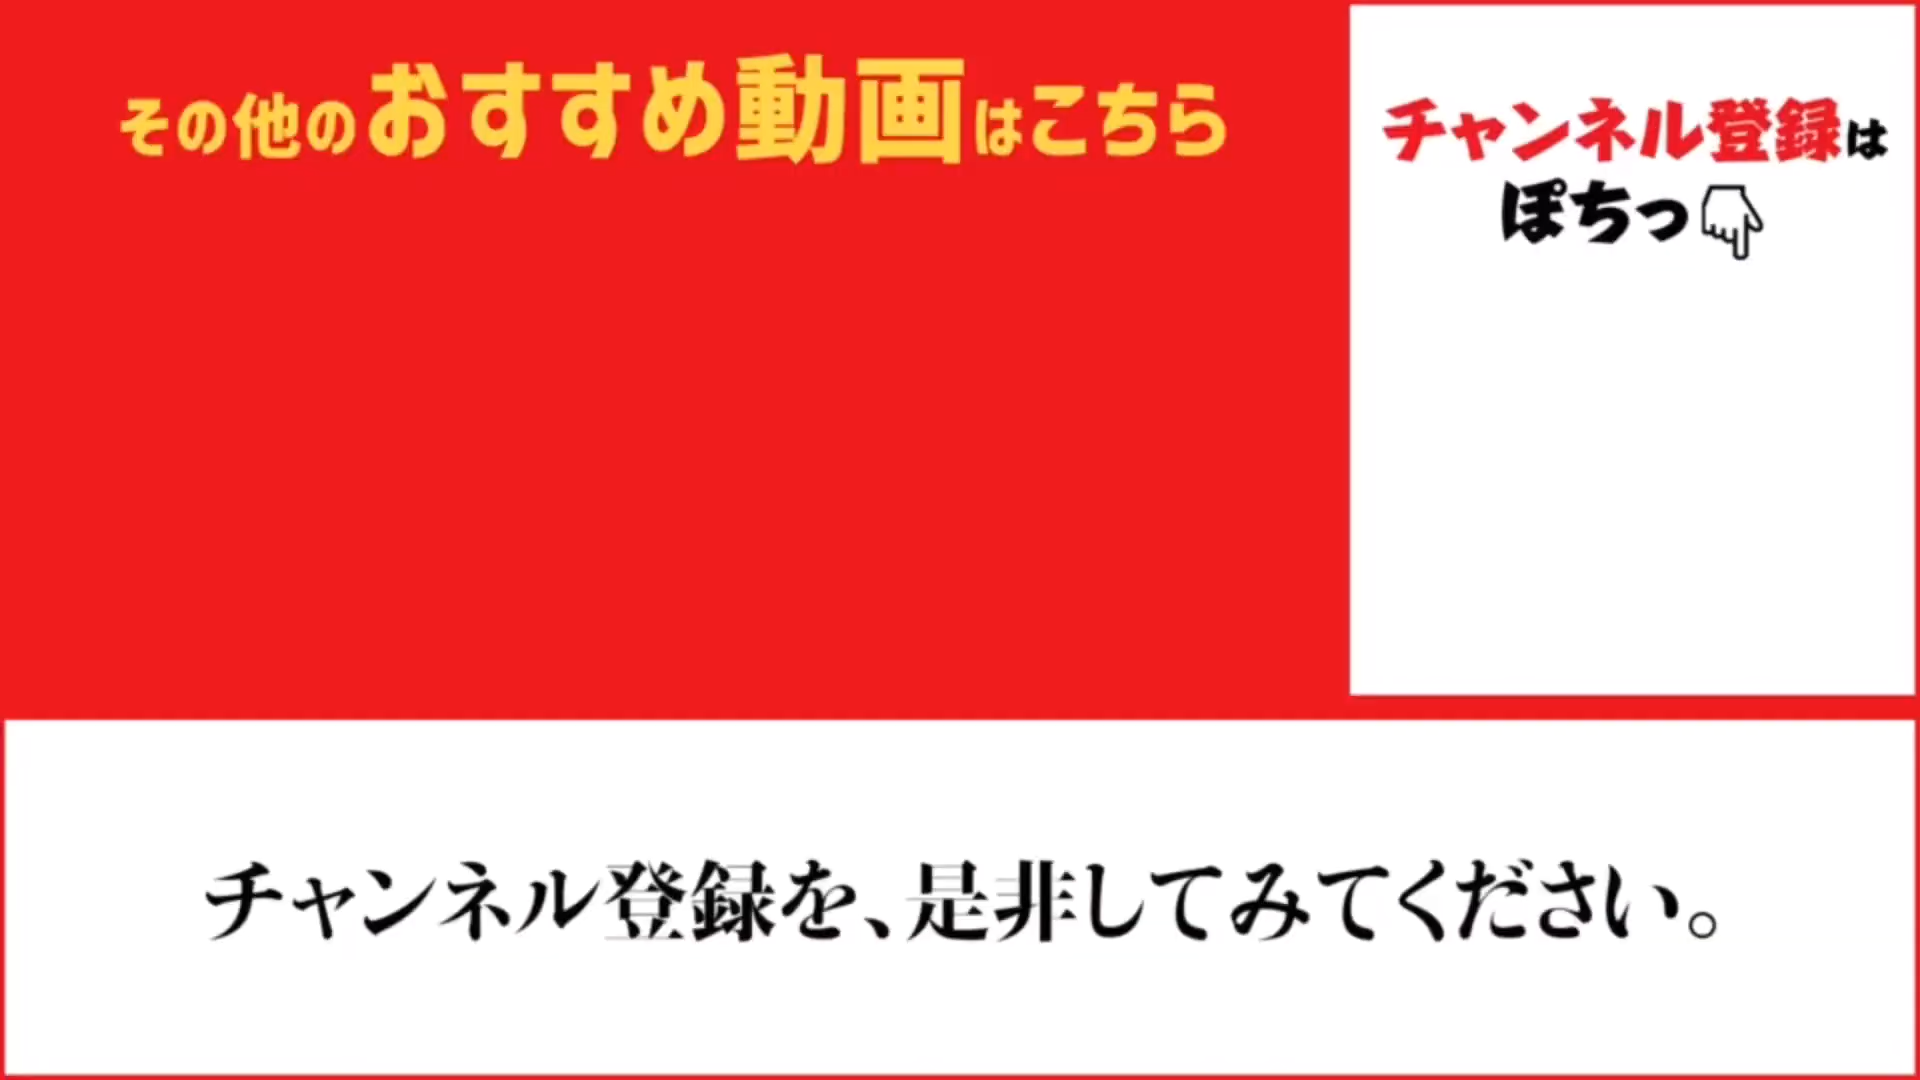 その他のおすすめ動画はこちら
チャンネル登録は
ぽちっ👇
チャンネル登録を、是非してみてください。